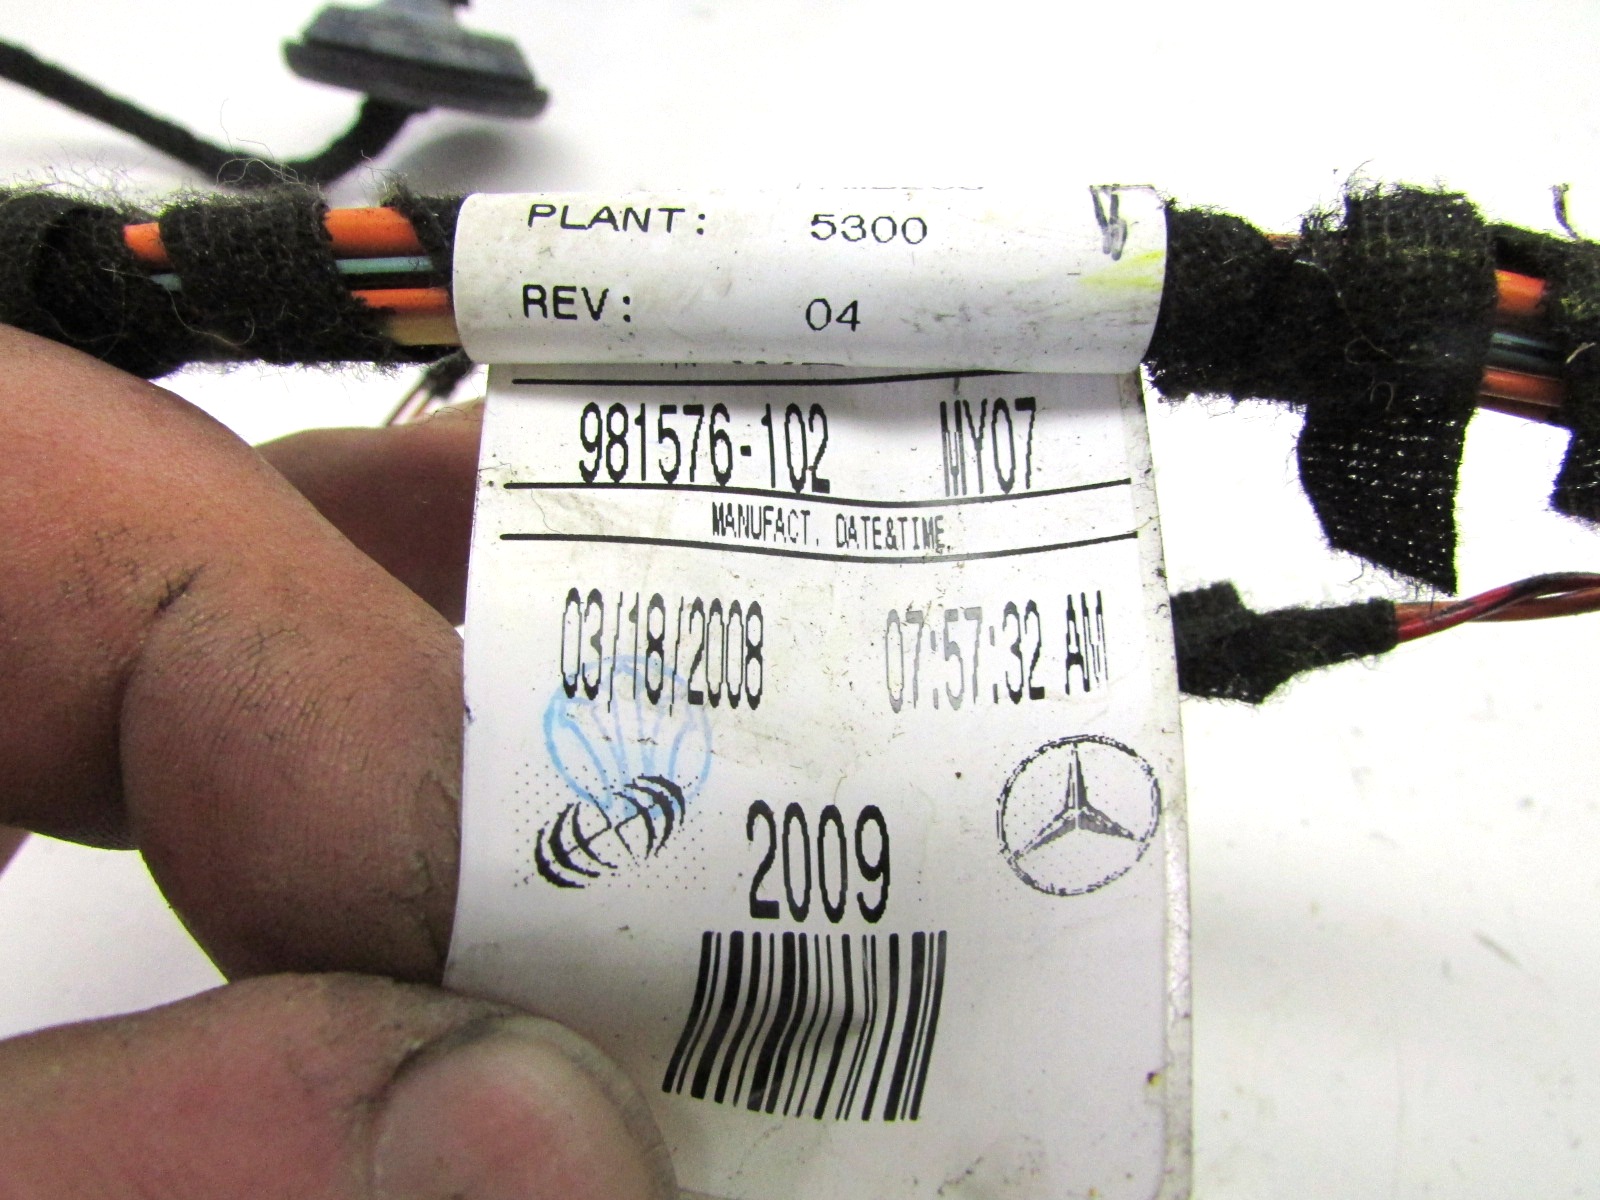 PLANT: 5300
REV: 04
981576-102 MY07
MANUFACT. DATE&TIME.
03/18/2008 07:57:32 AM
2009